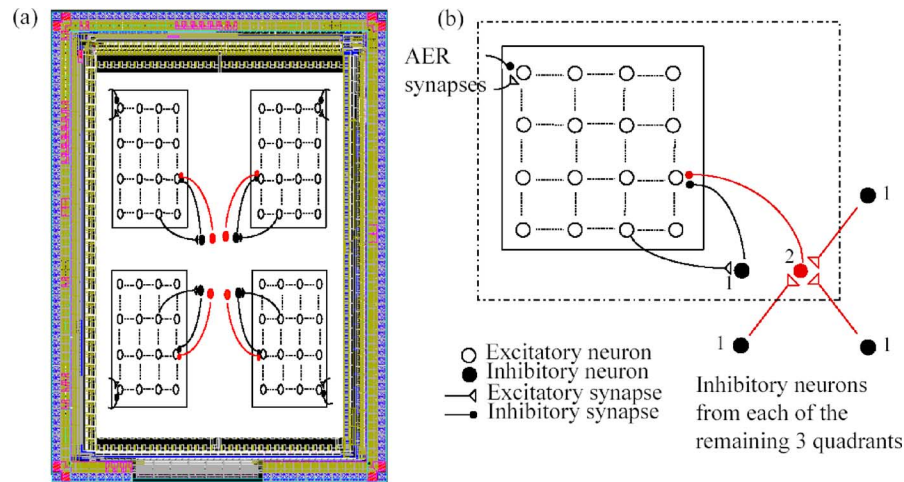 (a)
(b)
AER
synapses
1
2
1
1
1
Excitatory neuron
Inhibitory neuron
Excitatory synapse
Inhibitory synapse
Inhibitory neurons
from each of the
remaining 3 quadrants